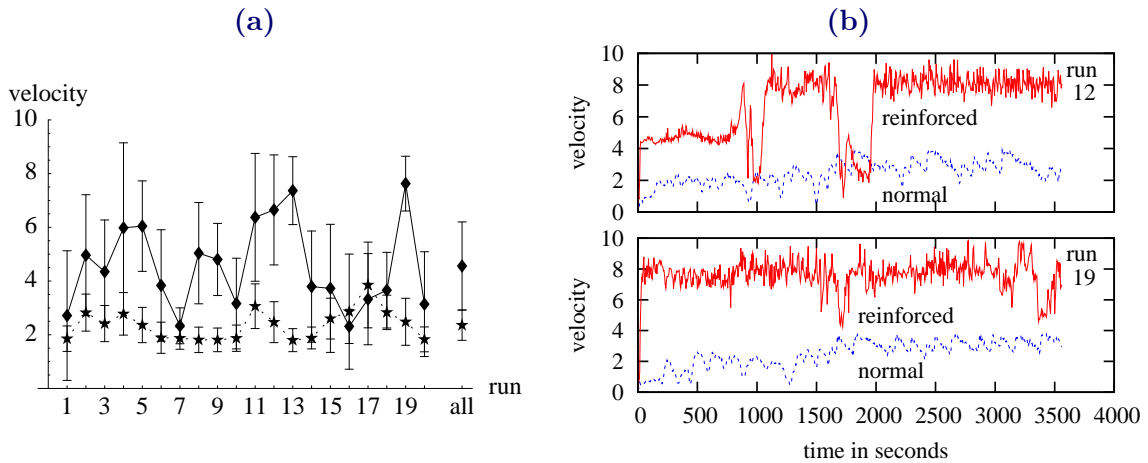 (a)
velocity
10
8
6
4
2
run
1 3 5 7 9 11 13 15 17 19 all
(b)
10
8
6
4
2
0
velocity
run
12
reinforced
normal
10
8
6
4
2
0
velocity
run
19
reinforced
normal
0 500 1000 1500 2000 2500 3000 3500 4000
time in seconds